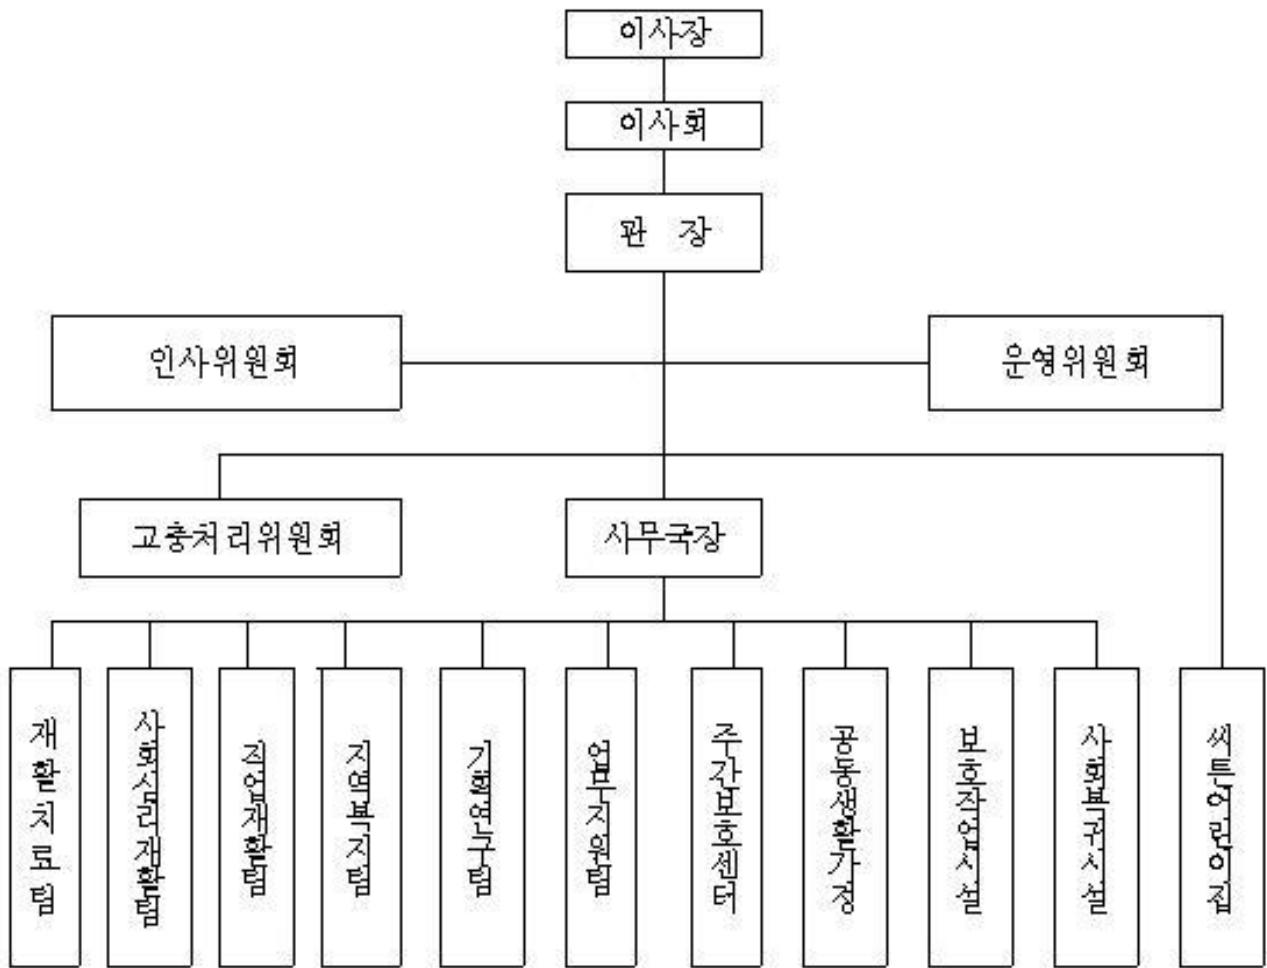 이사장
이사회
관 장
인사위원회
운영위원회
고충처리위원회
사무국장
재활치료팀
사회심리재활팀
직업재활팀
지역복지팀
기획연구팀
업무지원팀
주간보호센터
공동생활가정
보호작업시설
사회복귀시설
씨튼어린이집